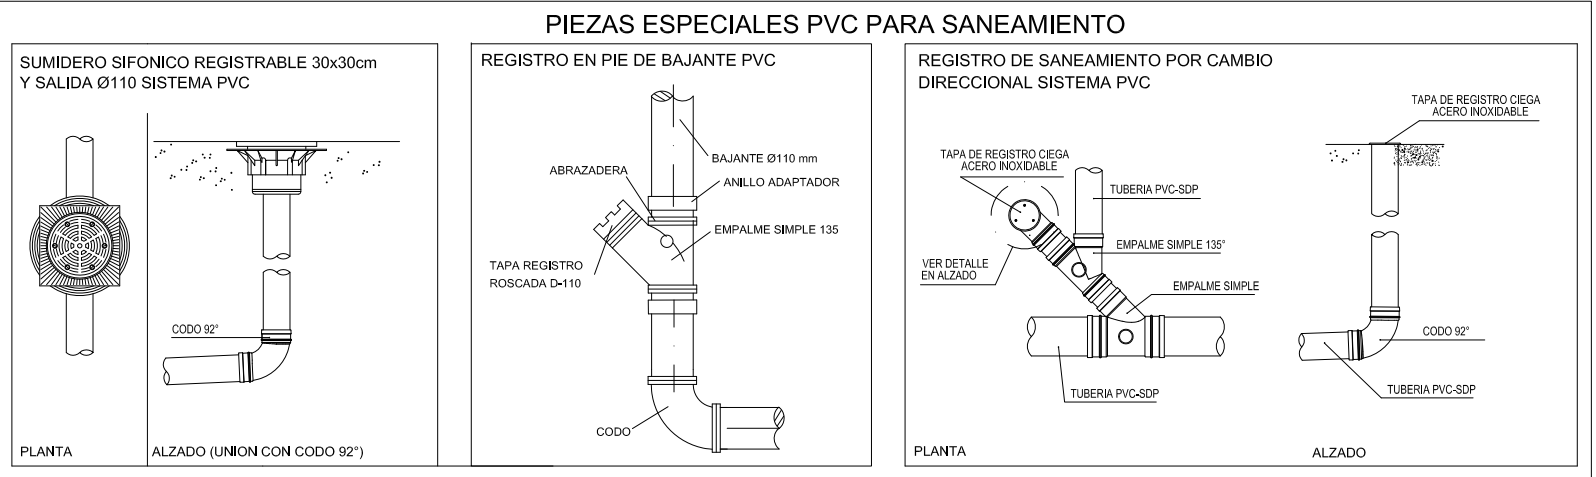 PIEZAS ESPECIALES PVC PARA SANEAMIENTO
SUMIDERO SIFONICO REGISTRABLE 30x30cm
Y SALIDA Ø110 SISTEMA PVC
CODO 92°
PLANTA
ALZADO (UNION CON CODO 92°)
REGISTRO EN PIE DE BAJANTE PVC
BAJANTE Ø110 mm
ABRAZADERA
ANILLO ADAPTADOR
EMPALME SIMPLE 135
TAPA REGISTRO
ROSCADA D-110
CODO
REGISTRO DE SANEAMIENTO POR CAMBIO
DIRECCIONAL SISTEMA PVC
TAPA DE REGISTRO CIEGA
ACERO INOXIDABLE
TUBERIA PVC-SDP
EMPALME SIMPLE 135°
VER DETALLE
EN ALZADO
EMPALME SIMPLE
TUBERIA PVC-SDP
PLANTA
TAPA DE REGISTRO CIEGA
ACERO INOXIDABLE
CODO 92°
TUBERIA PVC-SDP
ALZADO